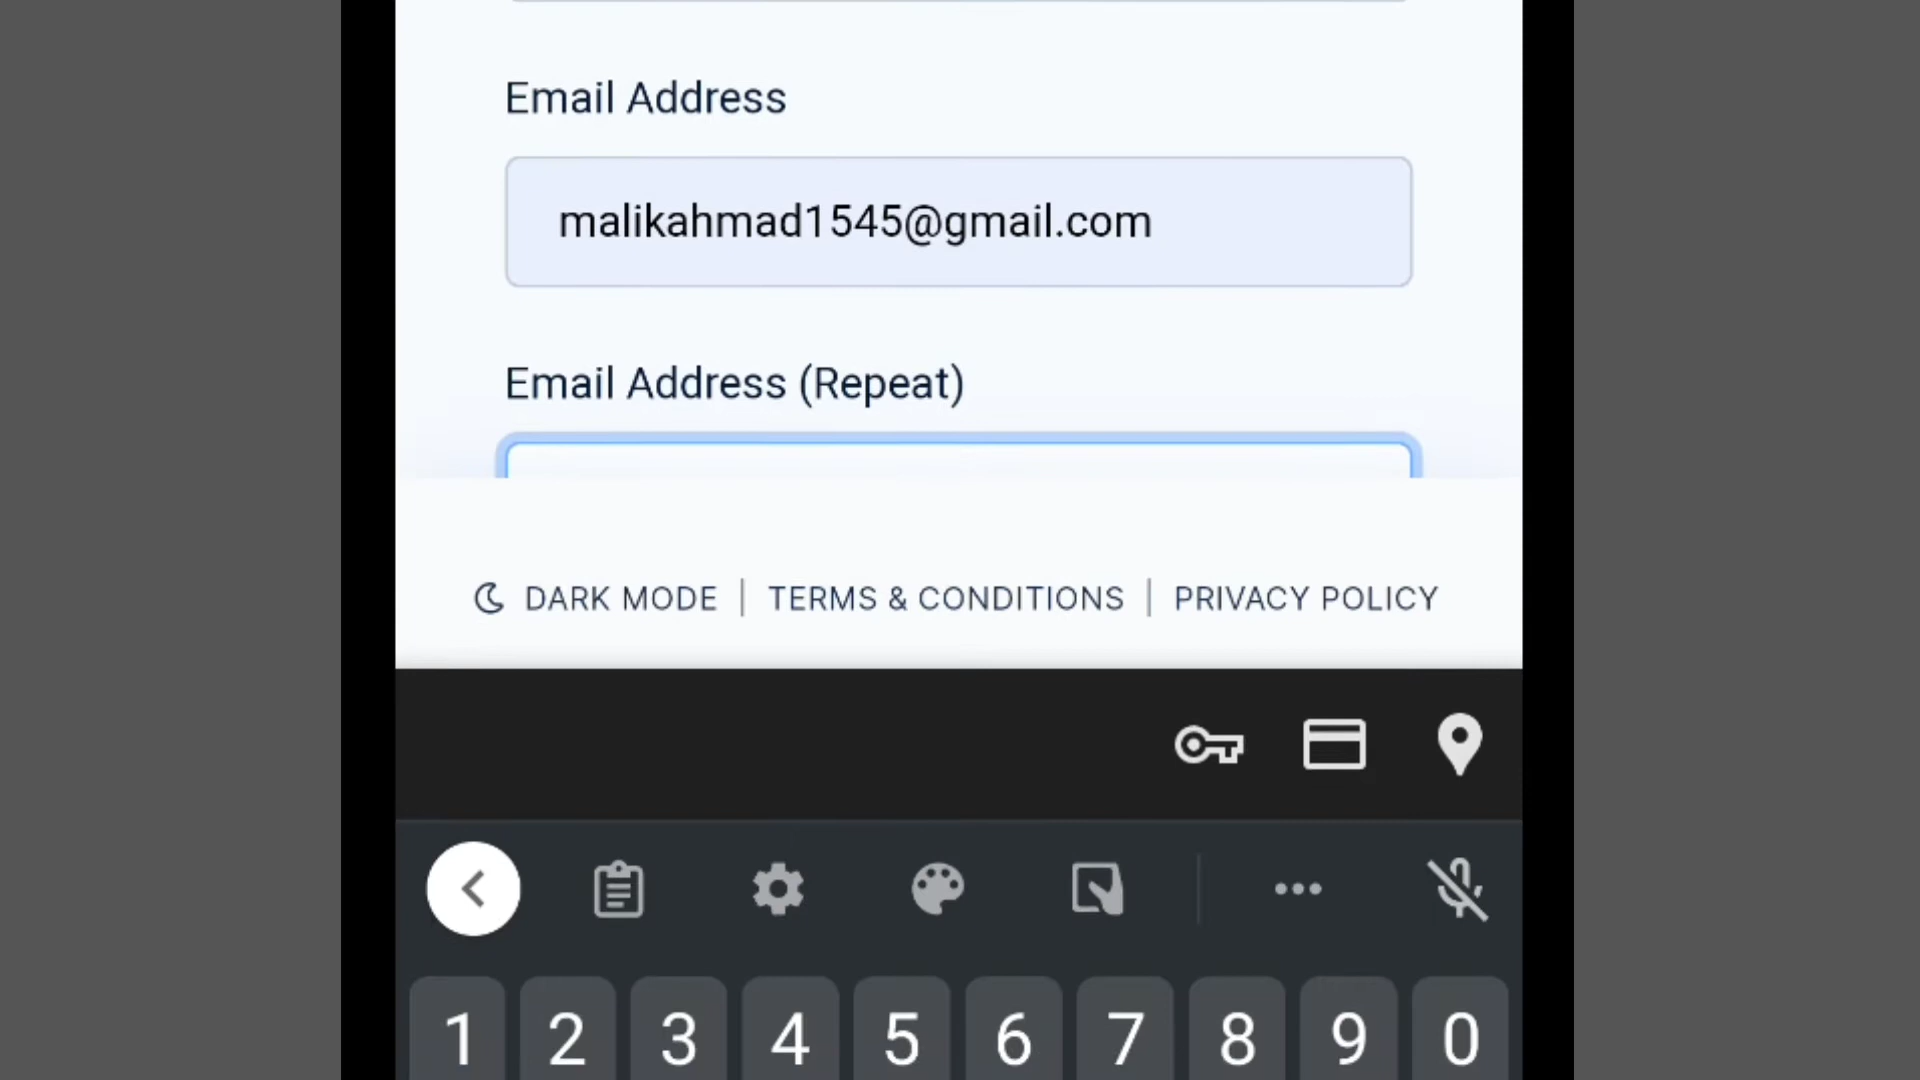 Email Address
malikahmad1545@gmail.com
Email Address (Repeat)
DARK MODE | TERMS & CONDITIONS | PRIVACY POLICY
1 2 3 4 5 6 7 8 9 0